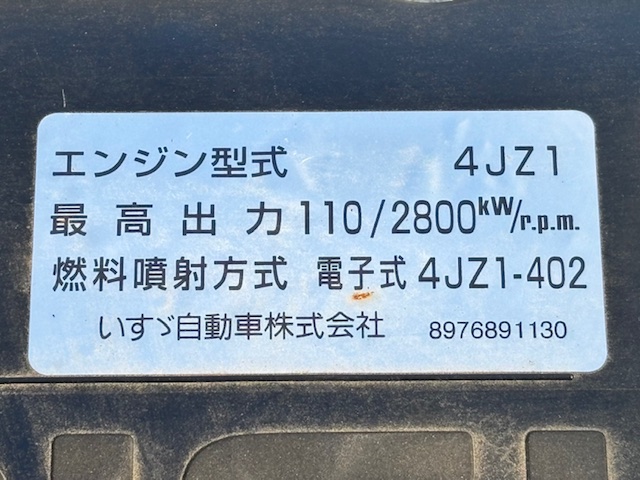 エンジン型式 4JZ1
最高出力 110/2800kW/r.p.m.
燃料噴射方式 電子式 4JZ1-402
いすゞ自動車株式会社 8976891130